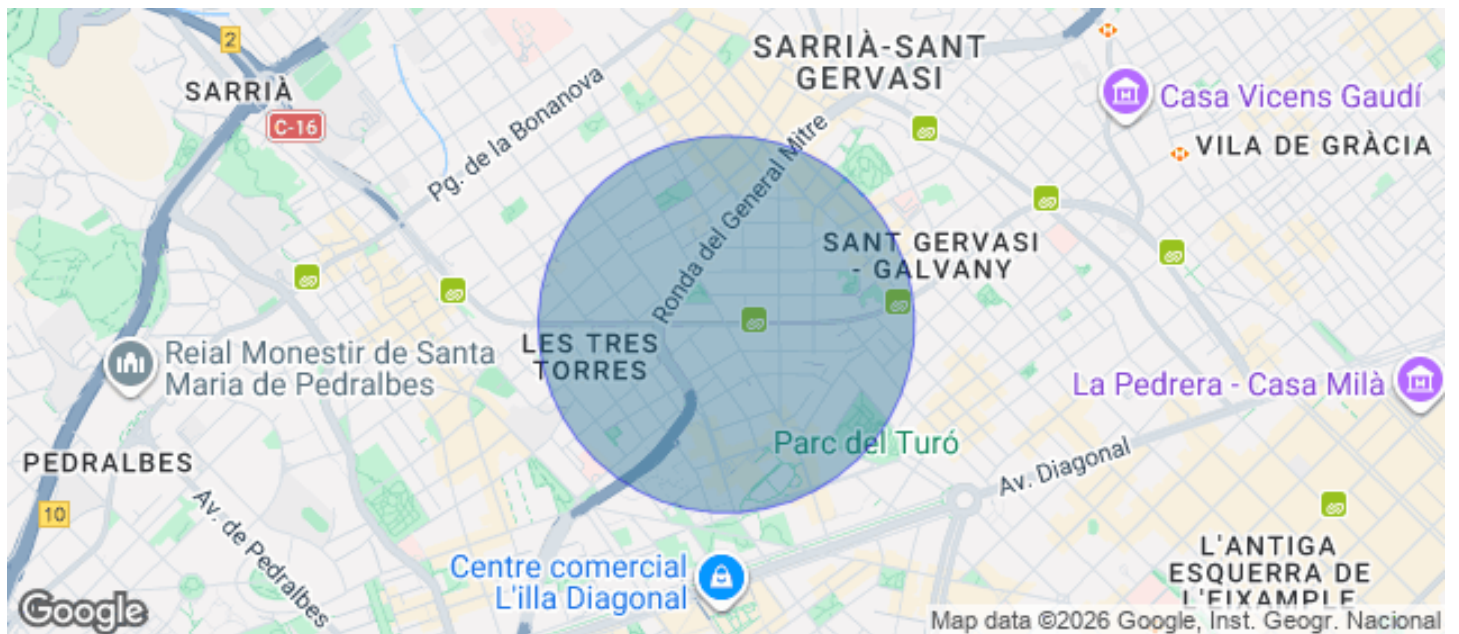 2
SARRIÀ
C-16
Pg. de la Bonanova
SARRIÀ-SANT
GERVASI
Casa Vicens Gaudí
VILA DE GRÀCIA
Ronda del General Mitre
SANT GERVASI
- GALVANY
LES TRES
TORRES
Reial Monestir de Santa
Maria de Pedralbes
La Pedrera - Casa Milà
Parc del Turó
PEDRALBES
Av. Diagonal
10
Av. de Pedralbes
Centre comercial
L'illa Diagonal
L'ANTIGA
ESQUERRA DE
L'EIXAMPLE
Google
Map data ©2026 Google, Inst. Geogr. Nacional